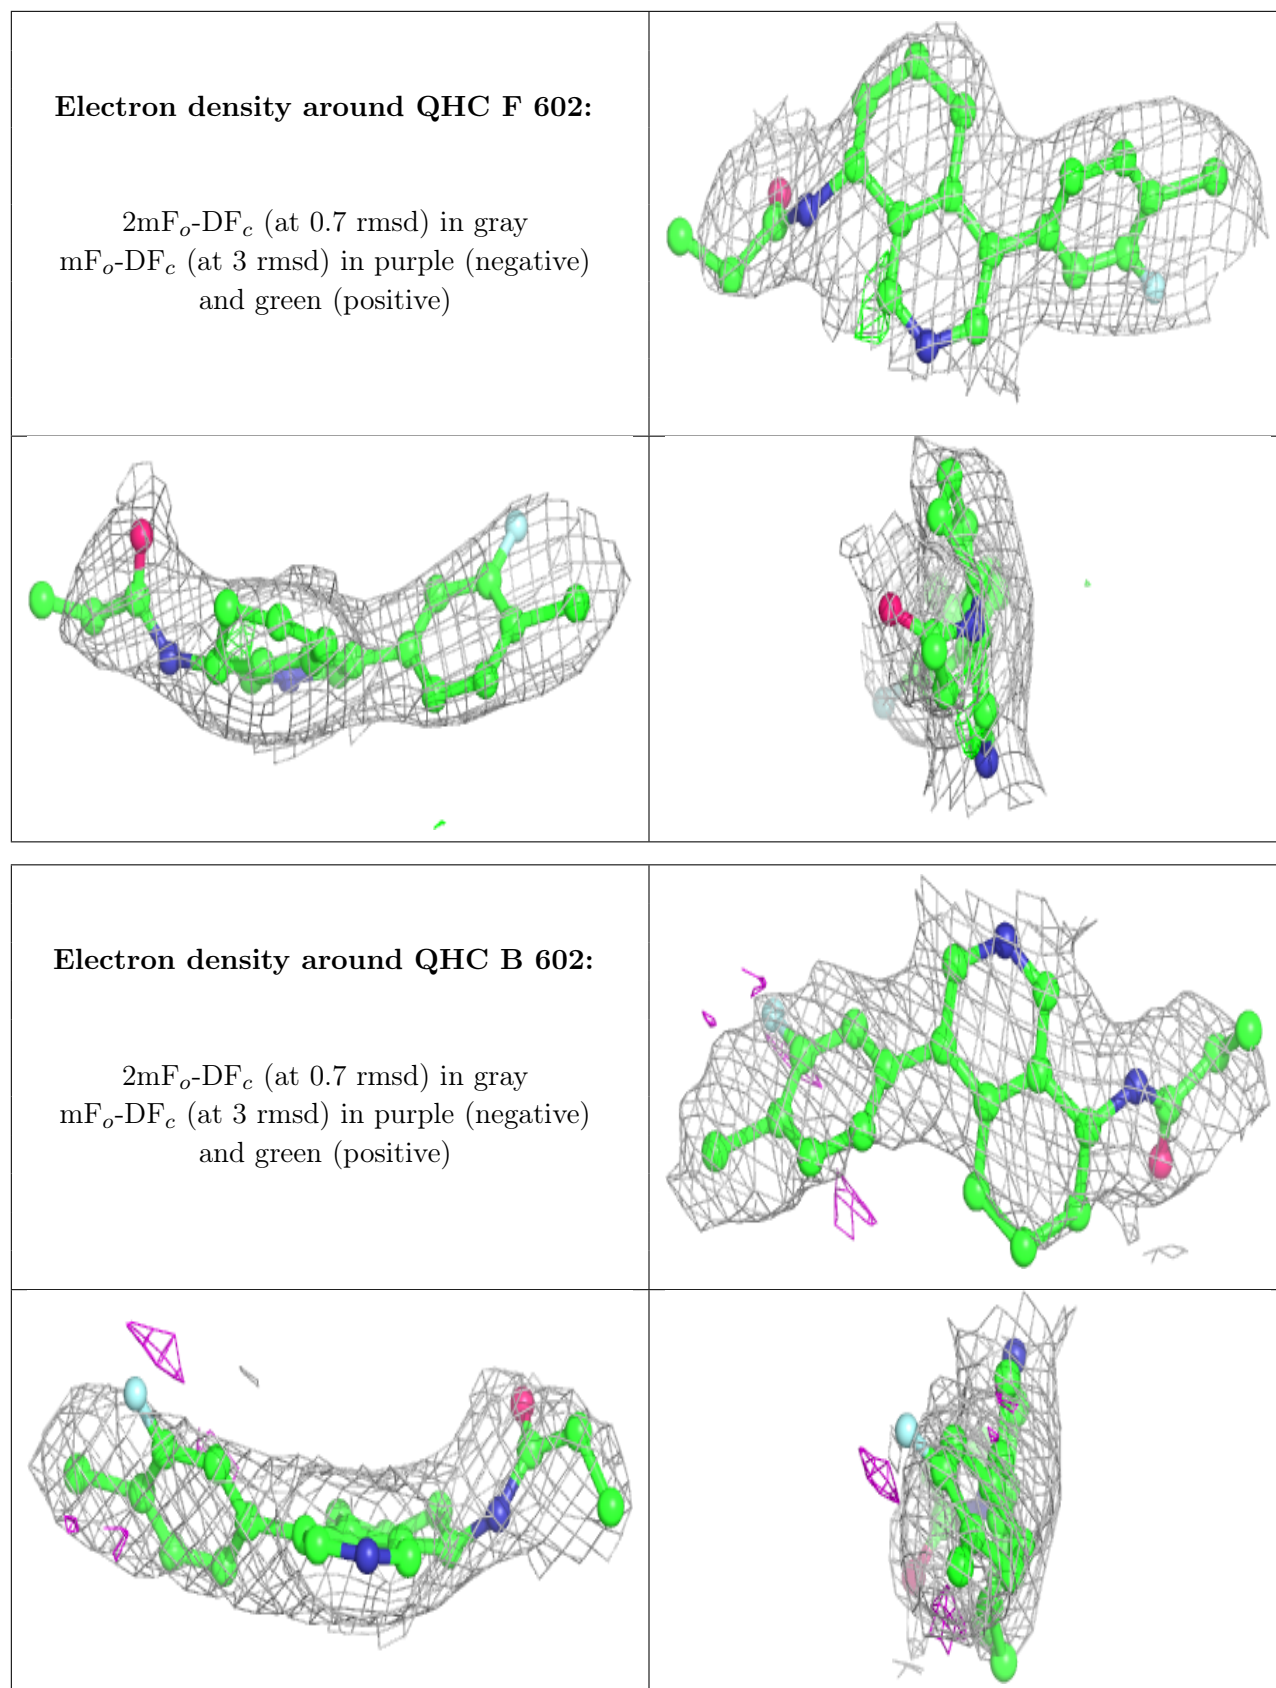 Electron density around QHC F 602:
2mFo-DFc (at 0.7 rmsd) in gray
mFo-DFc (at 3 rmsd) in purple (negative)
and green (positive)
Electron density around QHC B 602:
2mFo-DFc (at 0.7 rmsd) in gray
mFo-DFc (at 3 rmsd) in purple (negative)
and green (positive)